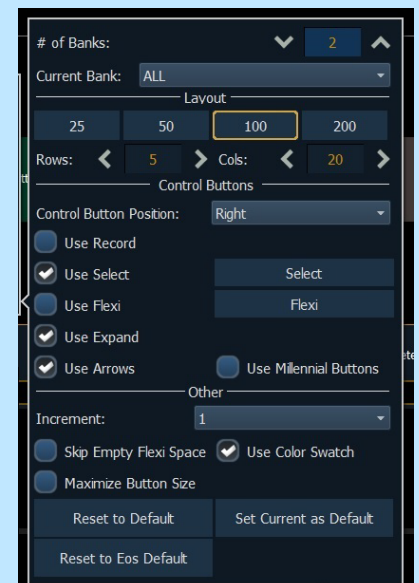 # of Banks: 2
Current Bank: ALL
Layout
25 50 100 200
Rows: 5 Cols: 20
Control Buttons
Control Button Position: Right
Use Record
Use Select Select
Use Flexi Flexi
Use Expand
Use Arrows Use Millennial Buttons
Other
Increment: 1
Skip Empty Flexi Space Use Color Swatch
Maximize Button Size
Reset to Default Set Current as Default
Reset to Eos Default